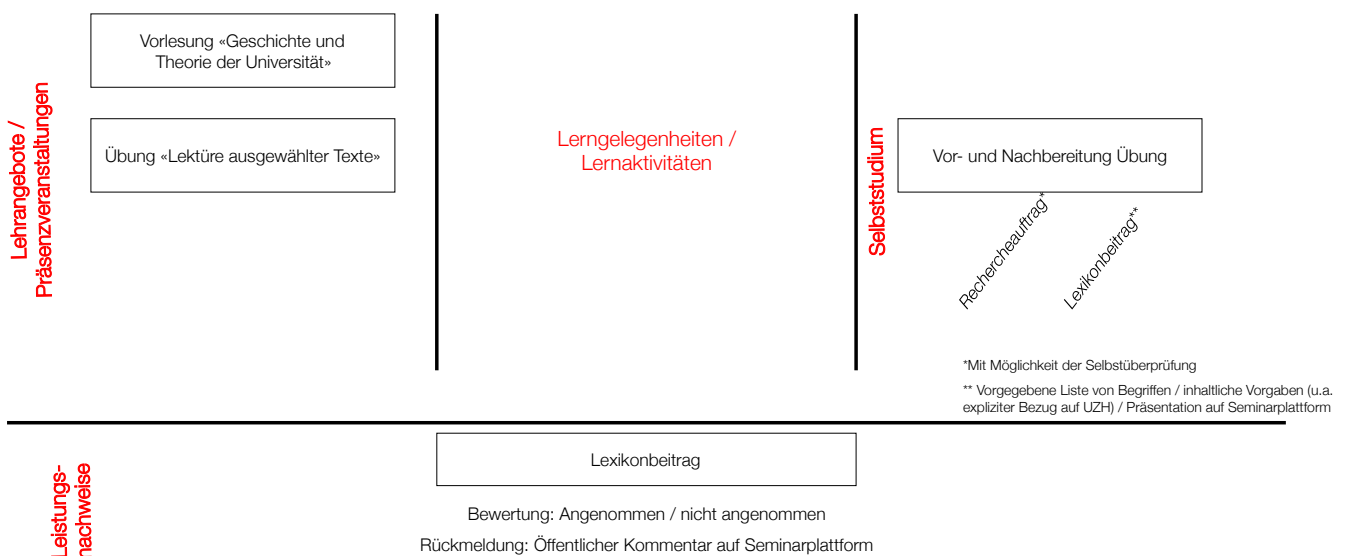 Lehrangebote /
Präsenzveranstaltungen
Vorlesung «Geschichte und
Theorie der Universität»
Übung «Lektüre ausgewählter Texte»
Lerngelegenheiten /
Lernaktivitäten
Selbststudium
Vor- und Nachbereitung Übung
Rechercheauftrag*
Lexikonbeitrag**
*Mit Möglichkeit der Selbstüberprüfung
** Vorgegebene Liste von Begriffen / inhaltliche Vorgaben (u.a.
expliziter Bezug auf UZH) / Präsentation auf Seminarplattform
Leistungs-
nachweise
Lexikonbeitrag
Bewertung: Angenommen / nicht angenommen
Rückmeldung: Öffentlicher Kommentar auf Seminarplattform